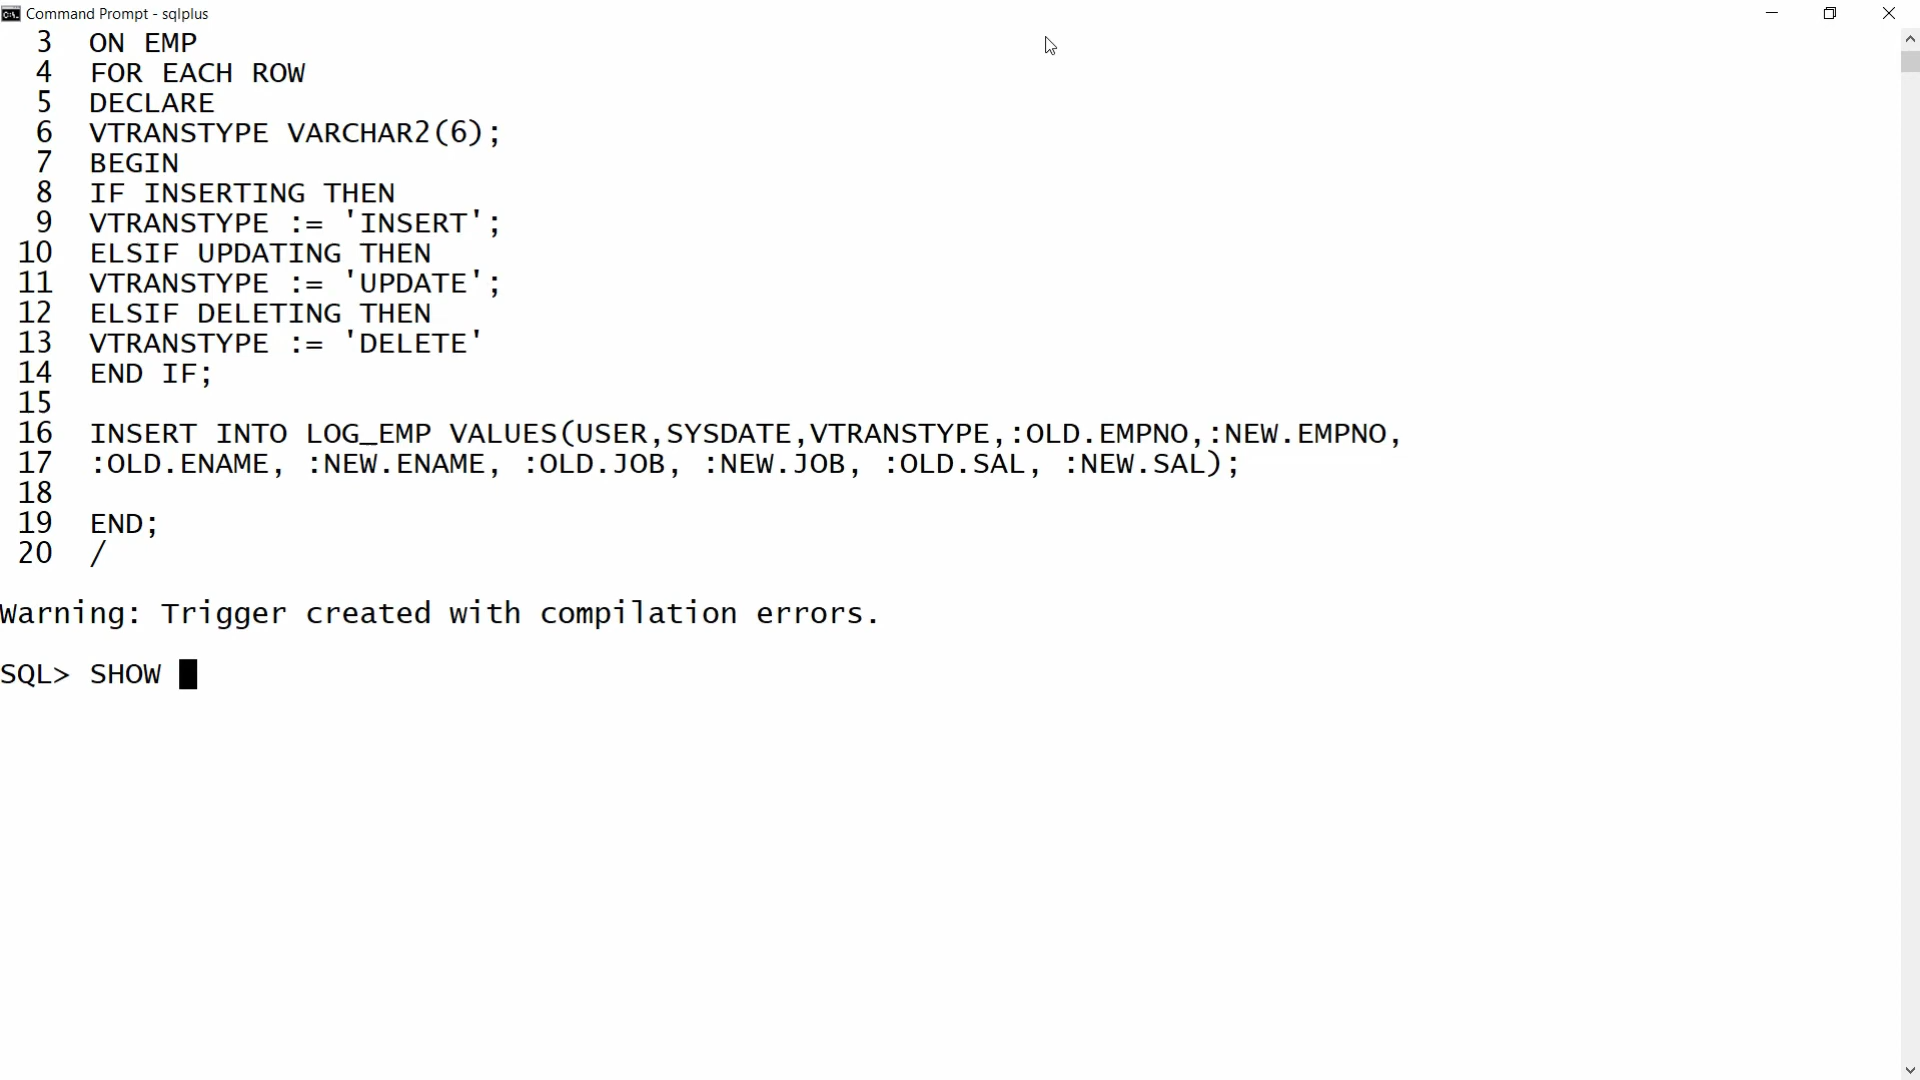 Command Prompt - sqlplus
3 ON EMP
4 FOR EACH ROW
5 DECLARE
6 VTRANSTYPE VARCHAR2(6);
7 BEGIN
8 IF INSERTING THEN
9 VTRANSTYPE := 'INSERT';
10 ELSIF UPDATING THEN
11 VTRANSTYPE := 'UPDATE';
12 ELSIF DELETING THEN
13 VTRANSTYPE := 'DELETE'
14 END IF;
15
16 INSERT INTO LOG_EMP VALUES(USER,SYSDATE,VTRANSTYPE,:OLD.EMPNO,:NEW.EMPNO,
17 :OLD.ENAME, :NEW.ENAME, :OLD.JOB, :NEW.JOB, :OLD.SAL, :NEW.SAL);
18
19 END;
20 /
Warning: Trigger created with compilation errors.
SQL> SHOW